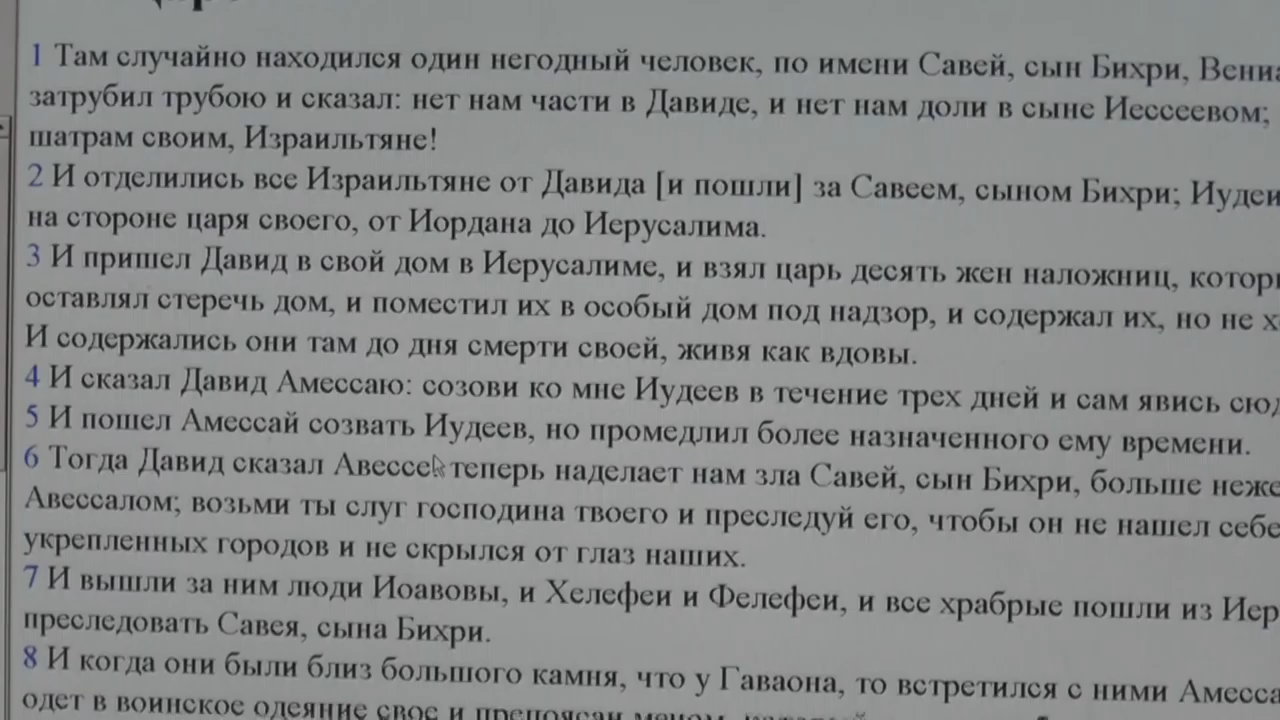 1 Там случайно находился один негодный человек, по имени Савей, сын Бихри,
затрубил трубою и сказал: нет нам части в Давиде, и нет нам доли в сыне Иессеевом;
шатрам своим, Израильтяне!
2 И отделились все Израильтяне от Давида [и пошли] за Савеем, сыном Бихри;
на стороне царя своего, от Иордана до Иерусалима.
3 И пришел Давид в свой дом в Иерусалиме, и взял царь десять жен наложниц,
оставлял стеречь дом, и поместил их в особый дом под надзор, и содержал их, но не
И содержались они там до дня смерти своей, живя как вдовы.
4 И сказал Давид Амессаю: созови ко мне Иудеев в течение трех дней и сам явись
5 И пошел Амессай созвать Иудеев, но промедлил более назначенного ему времени.
6 Тогда Давид сказал теперь наделает нам зла Савей, сын Бихри, больше
Авессалом; возьми ты слуг господина твоего и преследуй его, чтобы он не нашел себе
укрепленных городов и не скрылся от глаз наших.
7 И вышли за ним люди Иоавовы, и Хелефеи и Фелефеи, и все храбрые пошли из
преследовать Савея, сына Бихри.
8 И когда они были близ большого камня, что у Гаваона, то встретился с ними
одет в воинское одеяние свое и препоясан мечом,